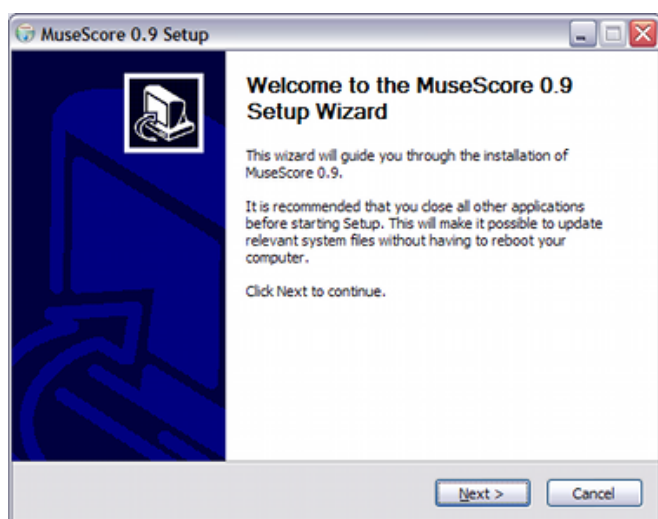 MuseScore 0.9 Setup
Welcome to the MuseScore 0.9
Setup Wizard
This wizard will guide you through the installation of
MuseScore 0.9.
It is recommended that you close all other applications
before starting Setup. This will make it possible to update
relevant system files without having to reboot your
computer.
Click Next to continue.
Next > Cancel